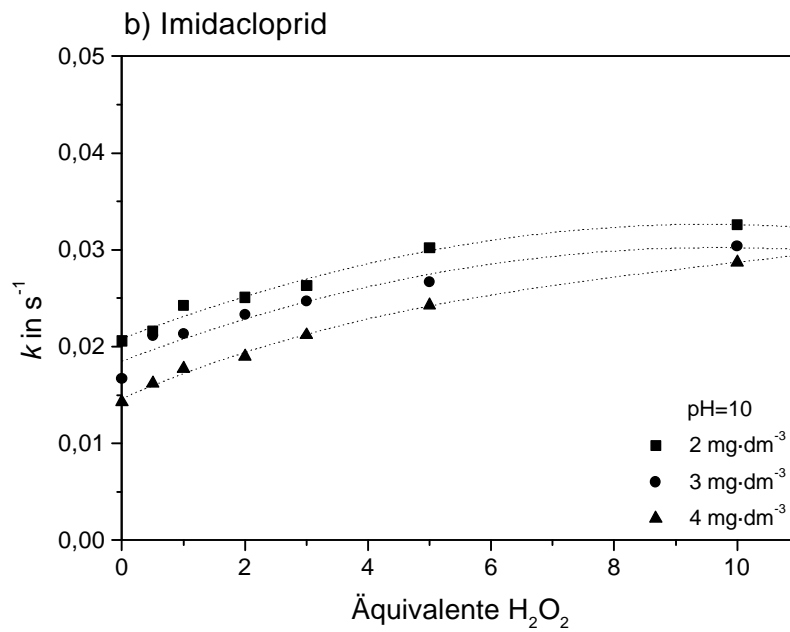 b) Imidacloprid
0,05
0,04
0,03
0,02
0,01
0,00
k in s⁻¹
0 2 4 6 8 10
Äquivalente H₂O₂
pH=10
2 mg·dm⁻³
3 mg·dm⁻³
4 mg·dm⁻³